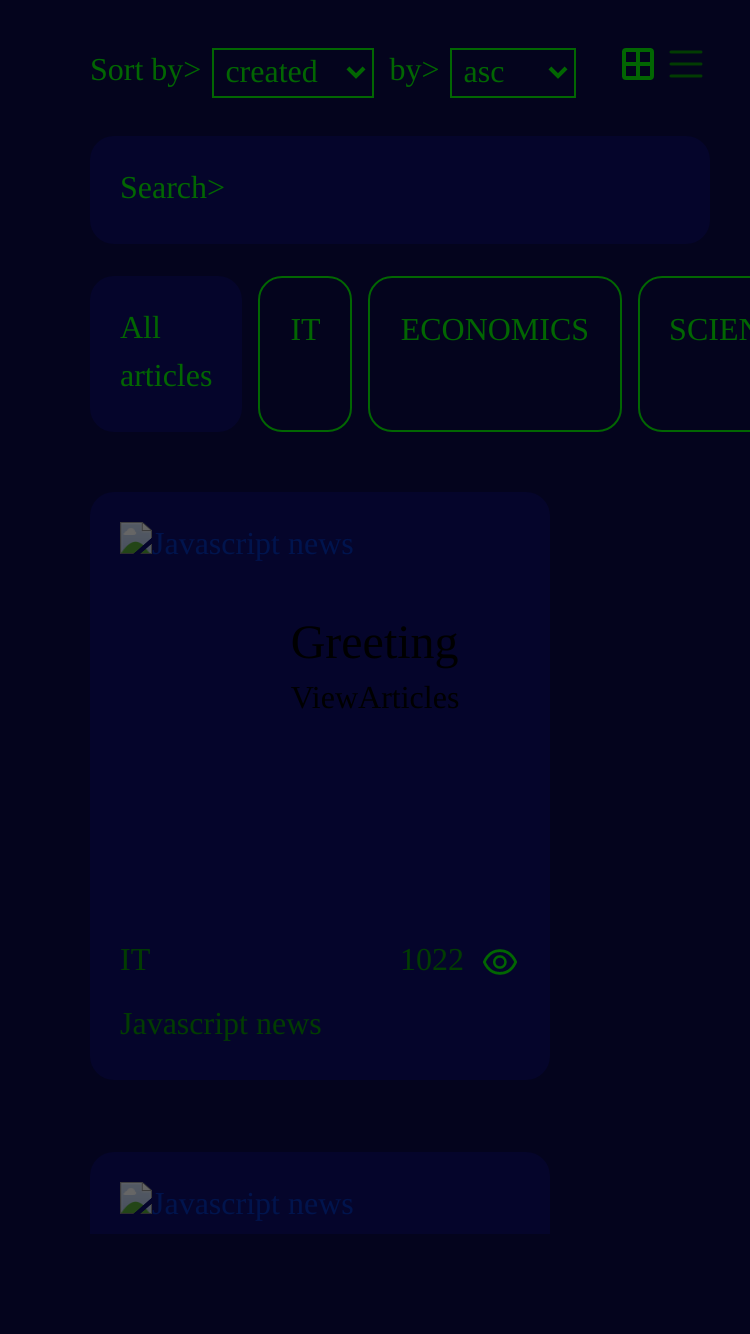 Sort by> created by> asc
Search>
All
articles
IT
ECONOMICS
SCIEN
Javascript news
Greeting
ViewArticles
IT 1022
Javascript news
Javascript news